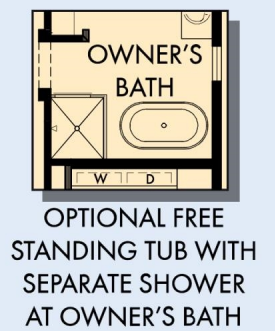 OWNER'S
BATH
W D
OPTIONAL FREE
STANDING TUB WITH
SEPARATE SHOWER
AT OWNER'S BATH